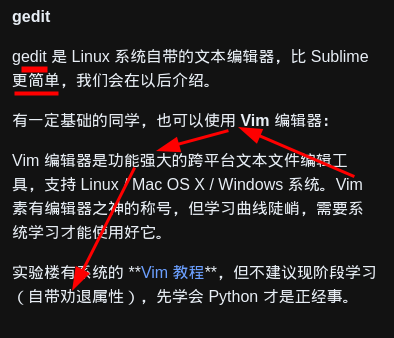 gedit
gedit 是 Linux 系统自带的文本编辑器，比 Sublime
更简单，我们会在以后介绍。
有一定基础的同学，也可以使用 Vim 编辑器：
Vim 编辑器是功能强大的跨平台文本文件编辑工
具，支持 Linux / Mac OS X / Windows 系统。Vim
素有编辑器之神的称号，但学习曲线陡峭，需要系
统学习才能使用好它。
实验楼有系统的 **Vim 教程**，但不建议现阶段学习
（自带劝退属性），先学会 Python 才是正经事。